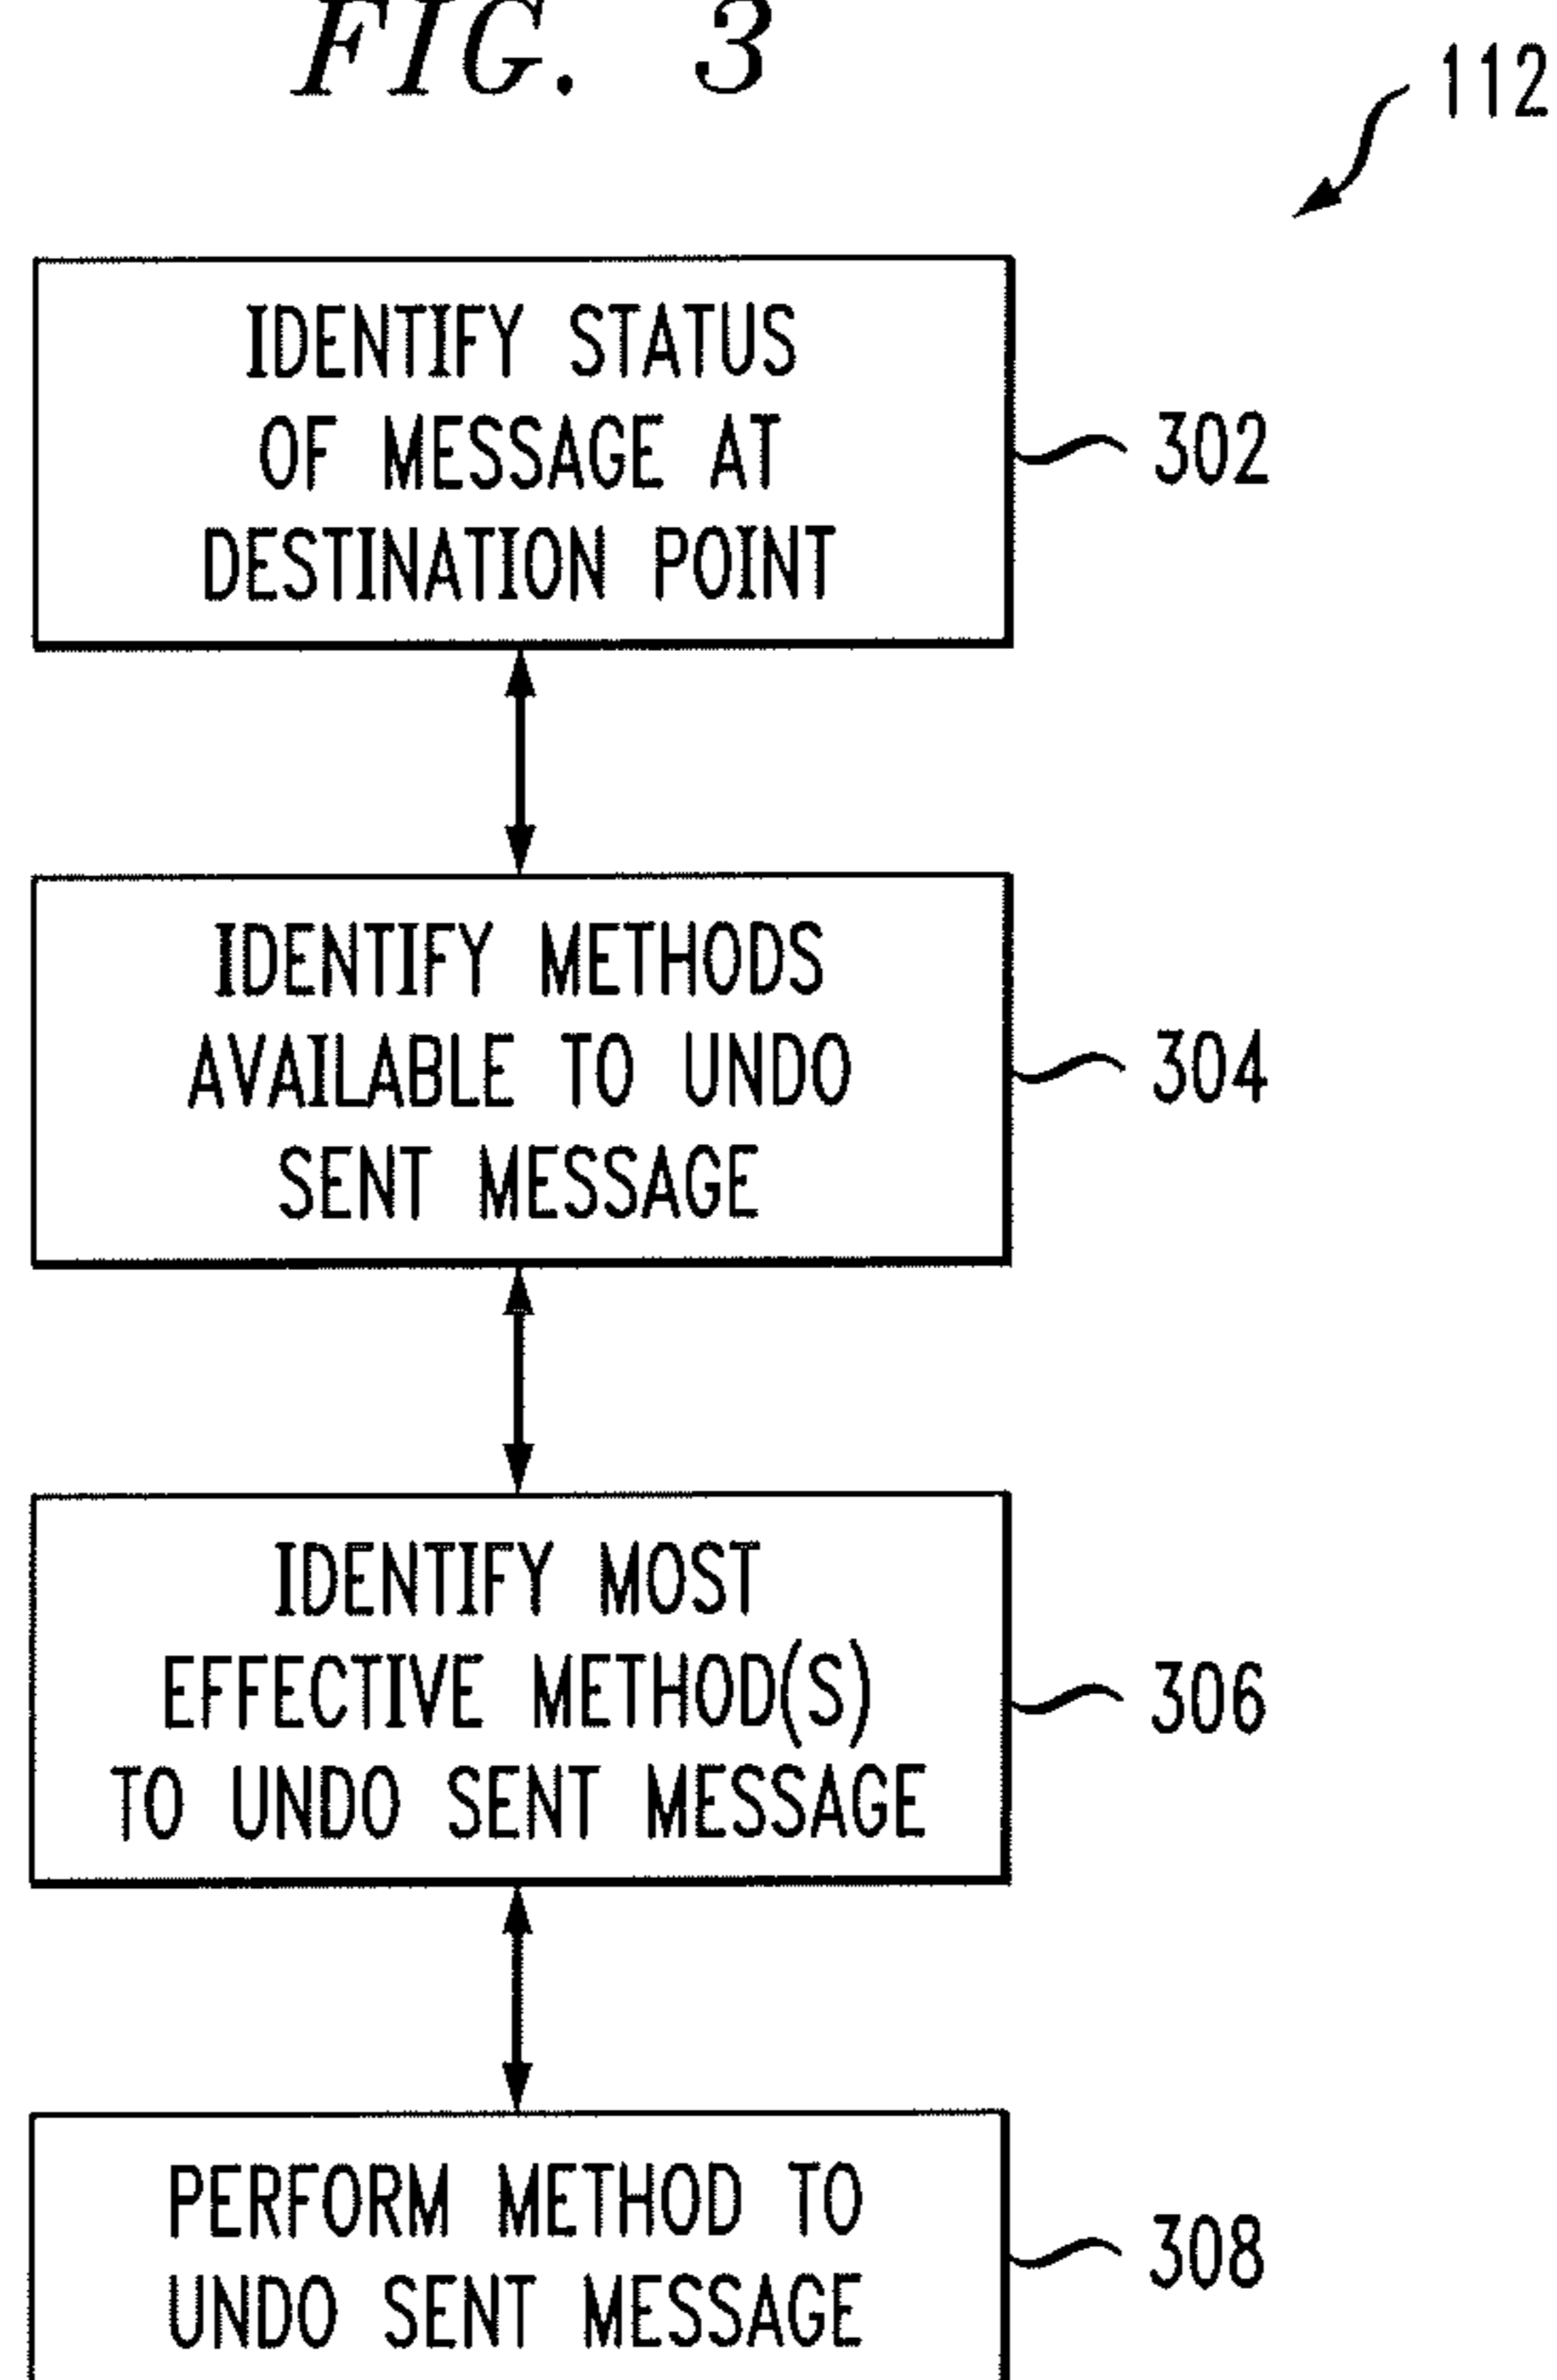 FIG. 3
112
IDENTIFY STATUS
OF MESSAGE AT
DESTINATION POINT
302
IDENTIFY METHODS
AVAILABLE TO UNDO
SENT MESSAGE
304
IDENTIFY MOST
EFFECTIVE METHOD(S)
TO UNDO SENT MESSAGE
306
PERFORM METHOD TO
UNDO SENT MESSAGE
308